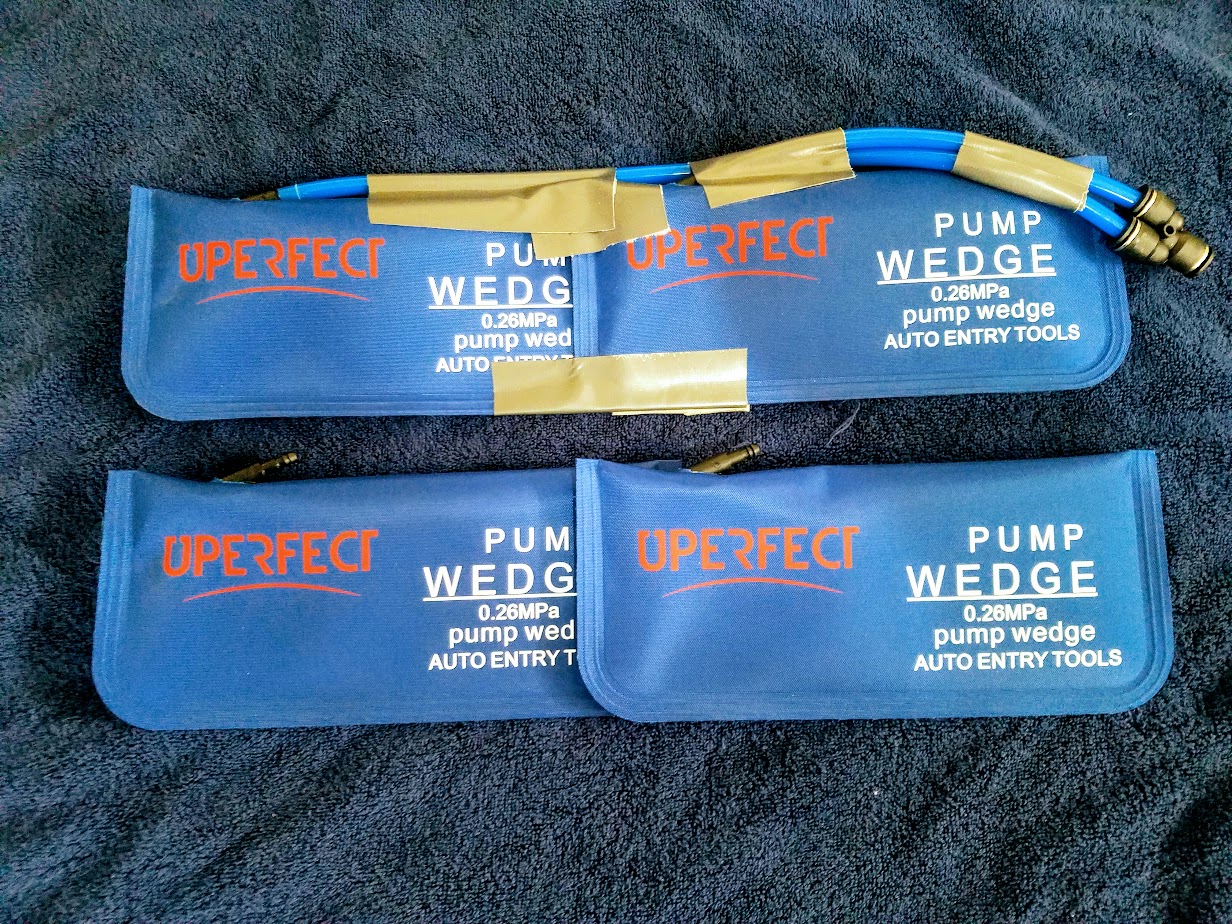 UPERFECT
PUM
WEDG
0.26MPa
pump wed
AUTO ENTRY T
UPERFECT
PUMP
WEDGE
0.26MPa
pump wedge
AUTO ENTRY TOOLS
UPERFECT
PUM
WEDG
0.26MPa
pump wed
AUTO ENTRY T
UPERFECT
PUMP
WEDGE
0.26MPa
pump wedge
AUTO ENTRY TOOLS